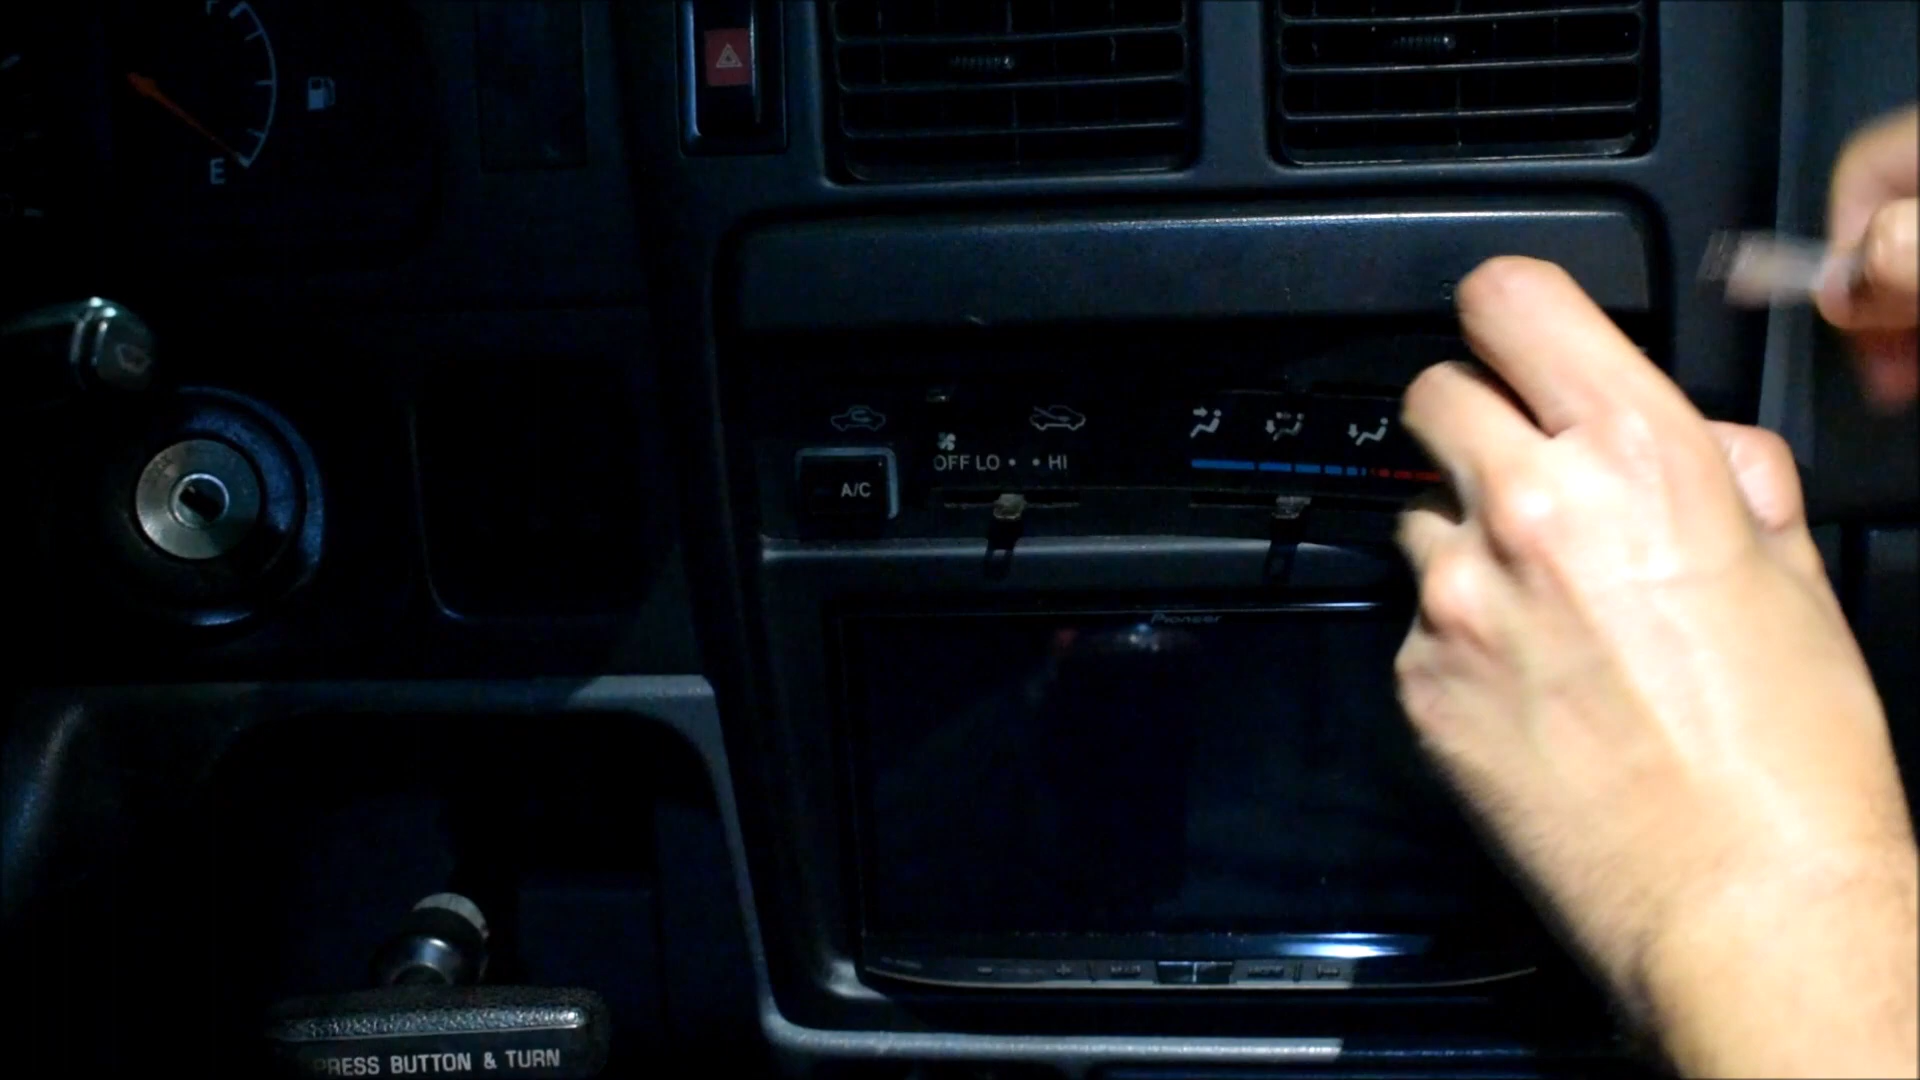 F
E
OFF LO • • HI
A/C
Pioneer
PRESS BUTTON & TURN